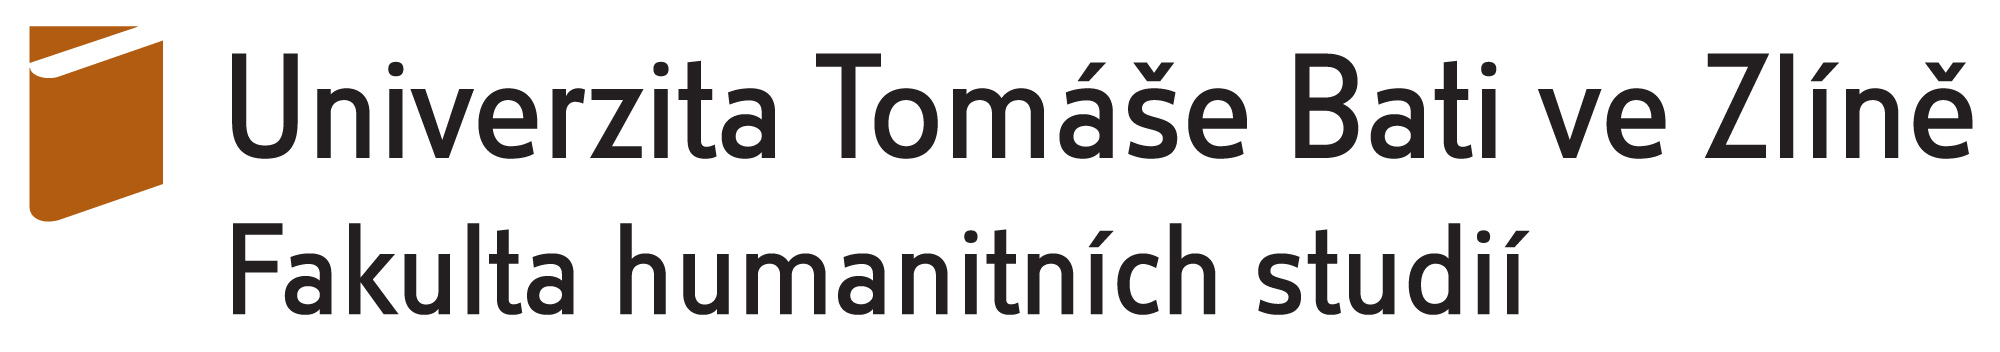 Univerzita Tomáše Bati ve Zlíně
Fakulta humanitních studií